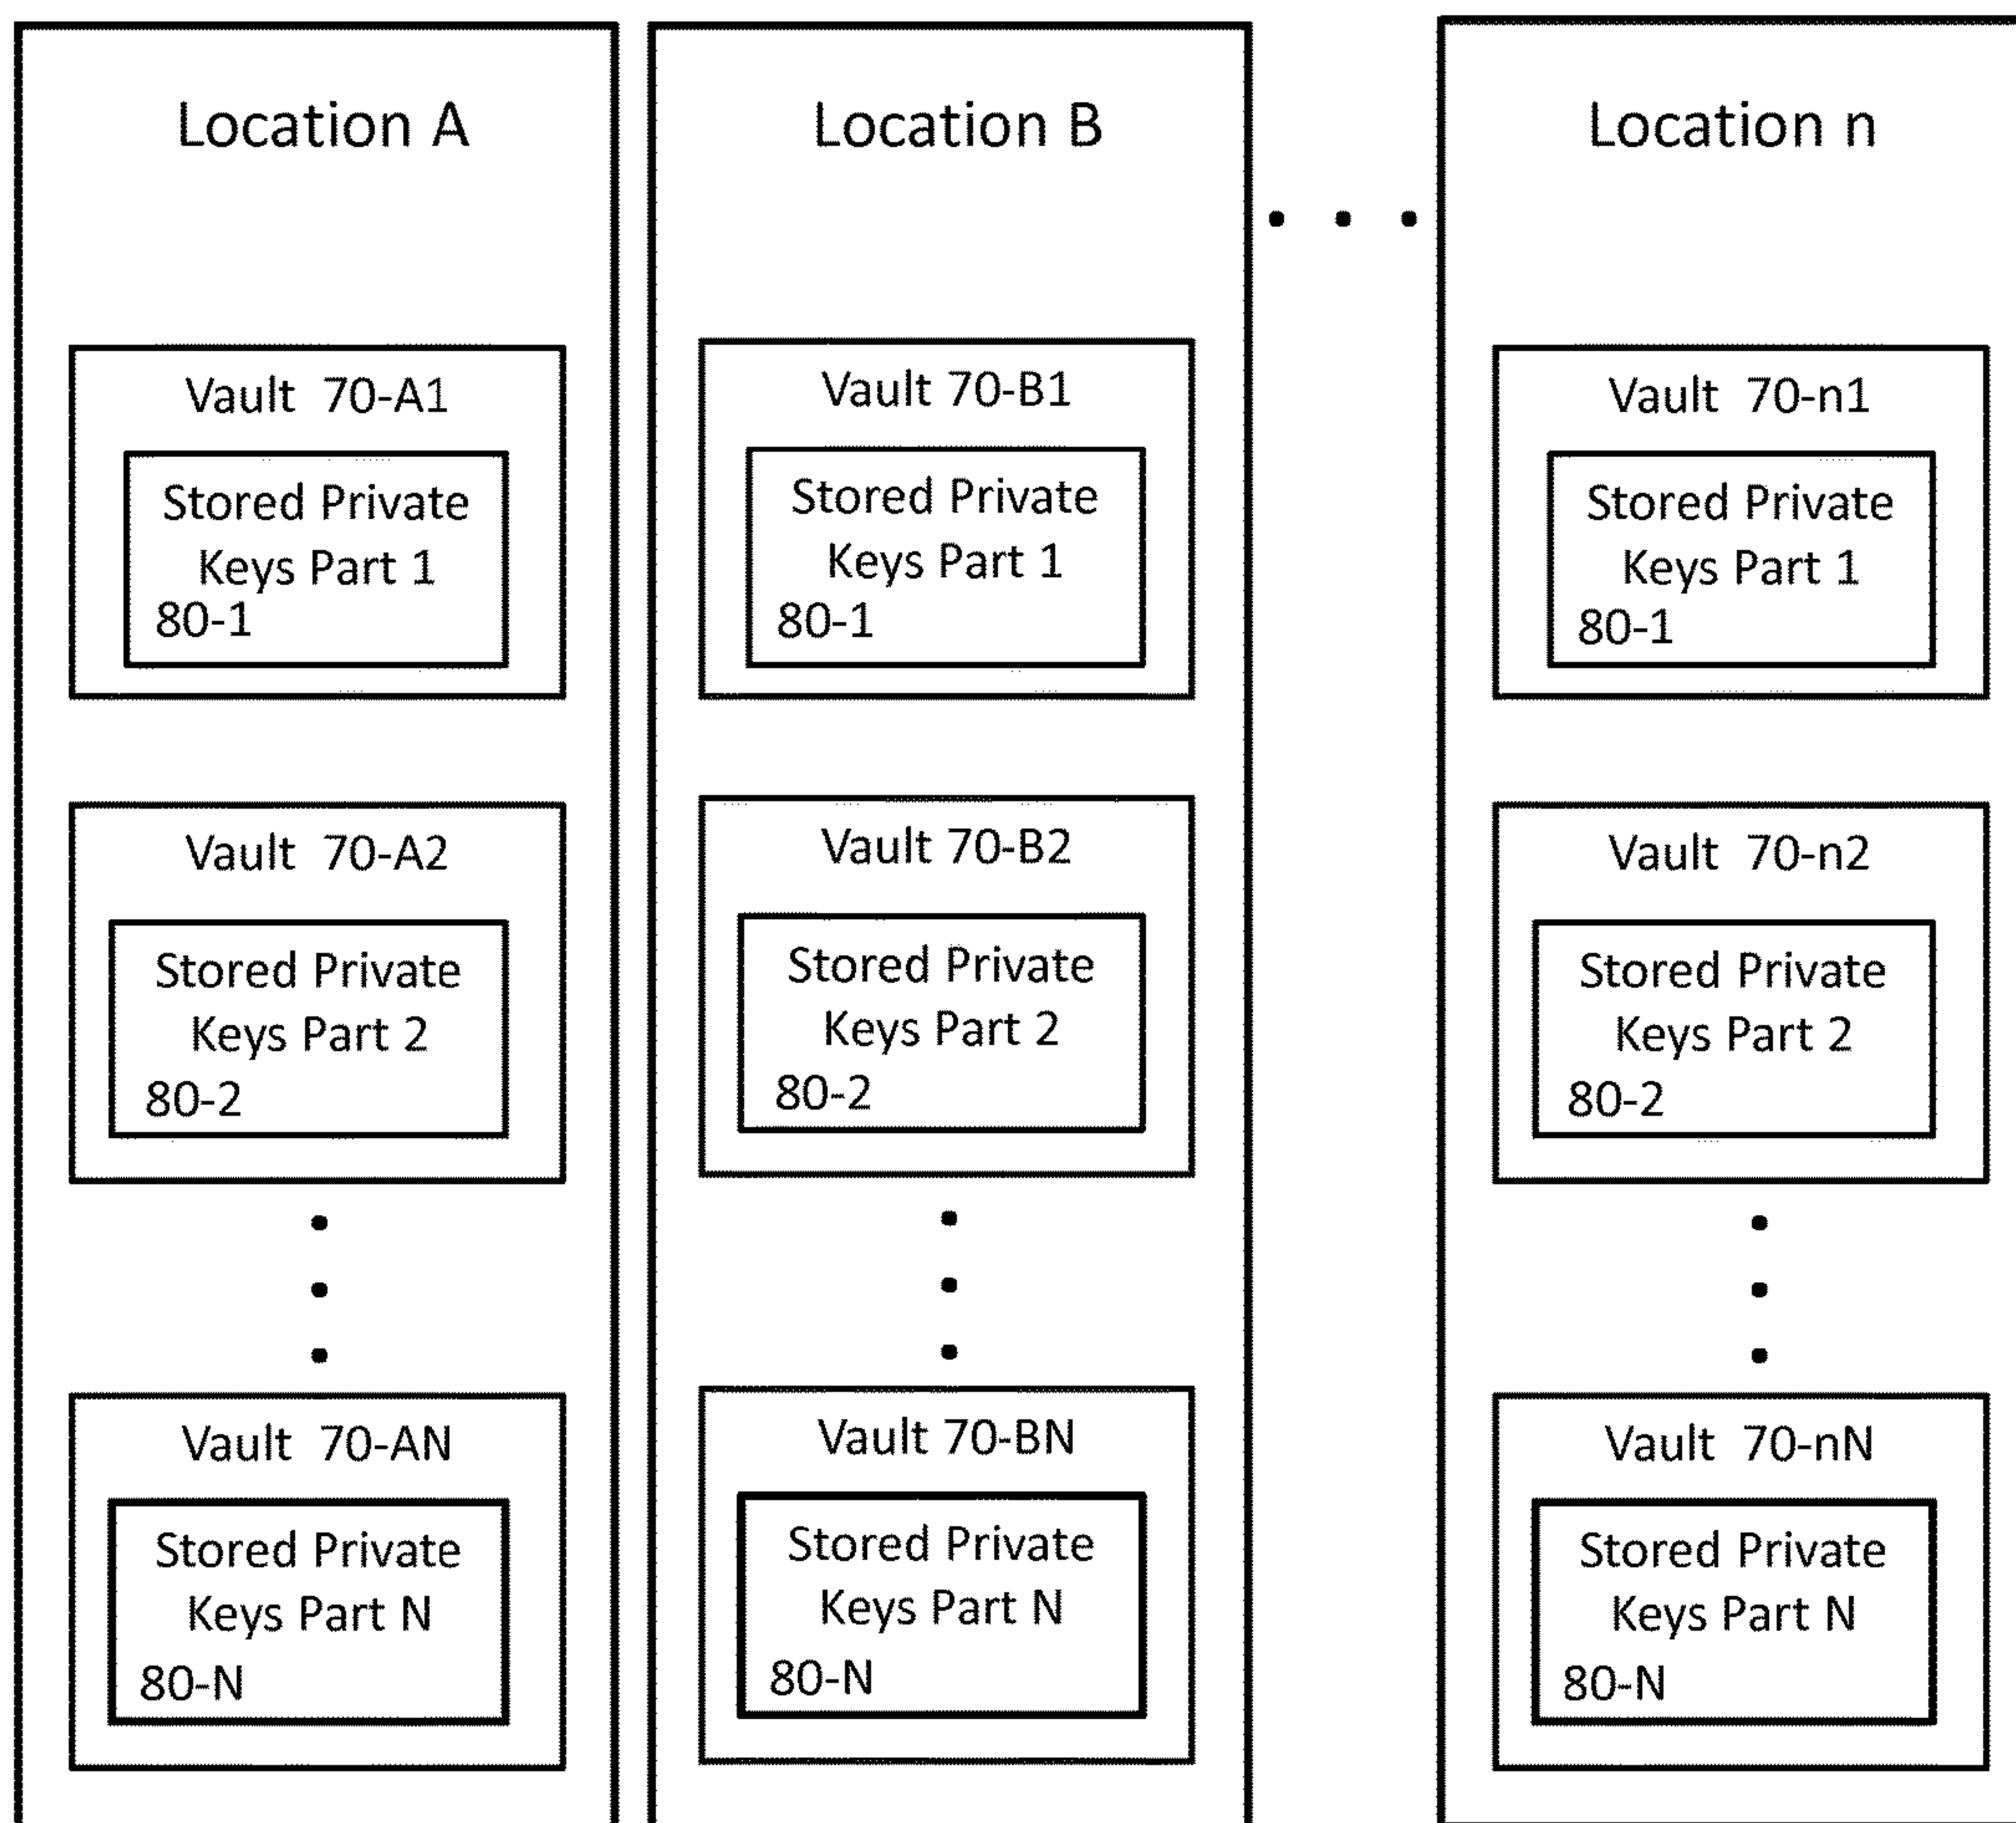 Location A
Vault 70-A1
Stored Private
Keys Part 1
80-1
Vault 70-A2
Stored Private
Keys Part 2
80-2
Vault 70-AN
Stored Private
Keys Part N
80-N
Location B
Vault 70-B1
Stored Private
Keys Part 1
80-1
Vault 70-B2
Stored Private
Keys Part 2
80-2
Vault 70-BN
Stored Private
Keys Part N
80-N
Location n
Vault 70-n1
Stored Private
Keys Part 1
80-1
Vault 70-n2
Stored Private
Keys Part 2
80-2
Vault 70-nN
Stored Private
Keys Part N
80-N